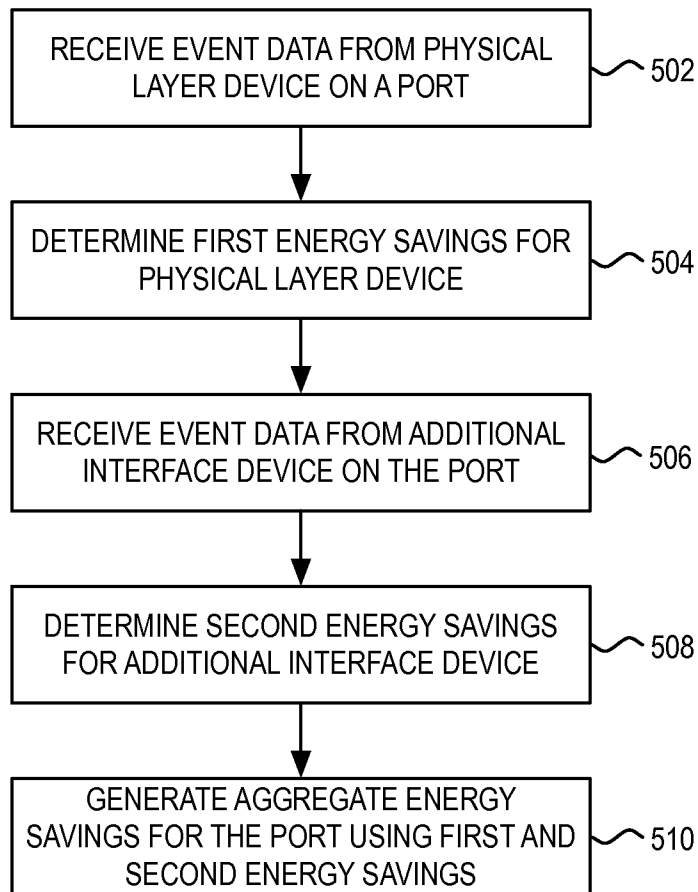 RECEIVE EVENT DATA FROM PHYSICAL
LAYER DEVICE ON A PORT
502
DETERMINE FIRST ENERGY SAVINGS FOR
PHYSICAL LAYER DEVICE
504
RECEIVE EVENT DATA FROM ADDITIONAL
INTERFACE DEVICE ON THE PORT
506
DETERMINE SECOND ENERGY SAVINGS
FOR ADDITIONAL INTERFACE DEVICE
508
GENERATE AGGREGATE ENERGY
SAVINGS FOR THE PORT USING FIRST AND
SECOND ENERGY SAVINGS
510